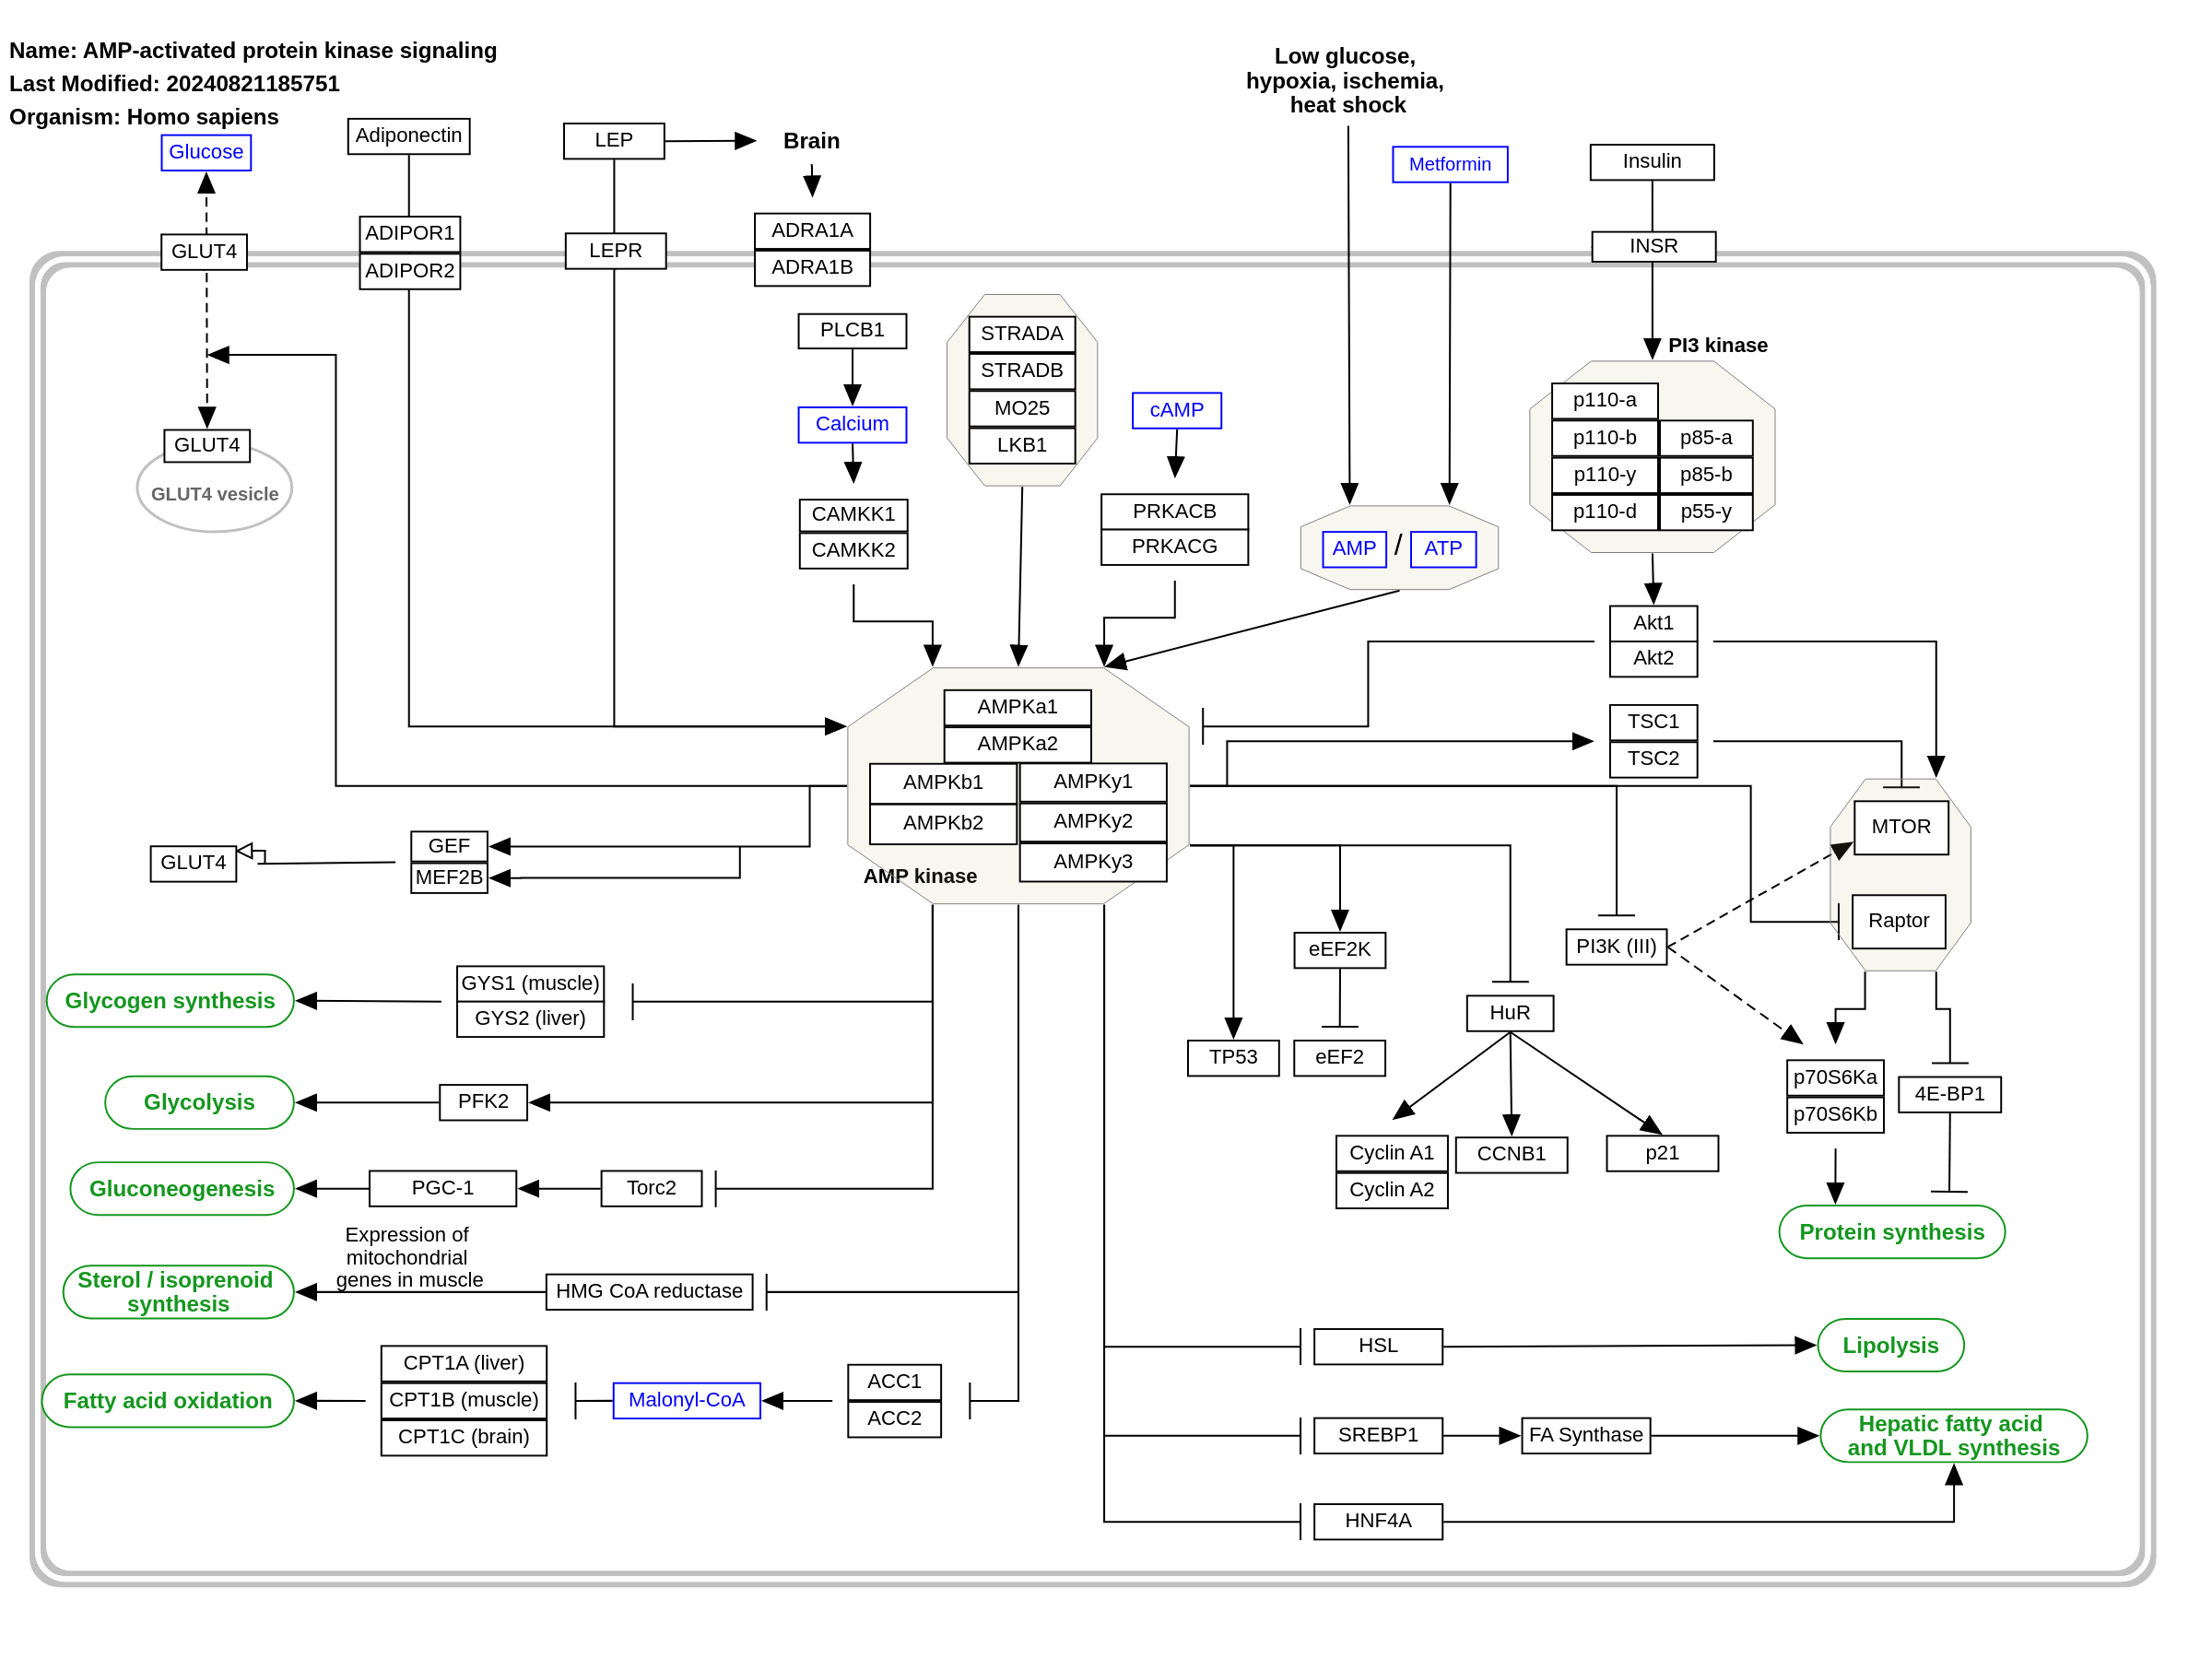 Name: AMP-activated protein kinase signaling
Last Modified: 20240821185751
Organism: Homo sapiens
Low glucose,
hypoxia, ischemia,
heat shock
Glucose
Adiponectin
LEP
Brain
Metformin
Insulin
GLUT4
ADIPOR1
ADIPOR2
LEPR
ADRA1A
ADRA1B
INSR
PLCB1
Calcium
CAMKK1
CAMKK2
STRADA
STRADB
MO25
LKB1
cAMP
PRKACB
PRKACG
AMP / ATP
PI3 kinase
p110-a
p110-b
p110-y
p110-d
p85-a
p85-b
p55-y
GLUT4
GLUT4 vesicle
Akt1
Akt2
TSC1
TSC2
AMPKa1
AMPKa2
AMPKb1
AMPKb2
AMPKy1
AMPKy2
AMPKy3
AMP kinase
MTOR
Raptor
GLUT4
GEF
MEF2B
eEF2K
PI3K (III)
Glycogen synthesis
GYS1 (muscle)
GYS2 (liver)
HuR
TP53
eEF2
p70S6Ka
p70S6Kb
4E-BP1
Glycolysis
PFK2
Cyclin A1
Cyclin A2
CCNB1
p21
Gluconeogenesis
PGC-1
Torc2
Protein synthesis
Expression of
mitochondrial
genes in muscle
Sterol / isoprenoid
synthesis
HMG CoA reductase
HSL
Lipolysis
Fatty acid oxidation
CPT1A (liver)
CPT1B (muscle)
CPT1C (brain)
Malonyl-CoA
ACC1
ACC2
SREBP1
FA Synthase
Hepatic fatty acid
and VLDL synthesis
HNF4A